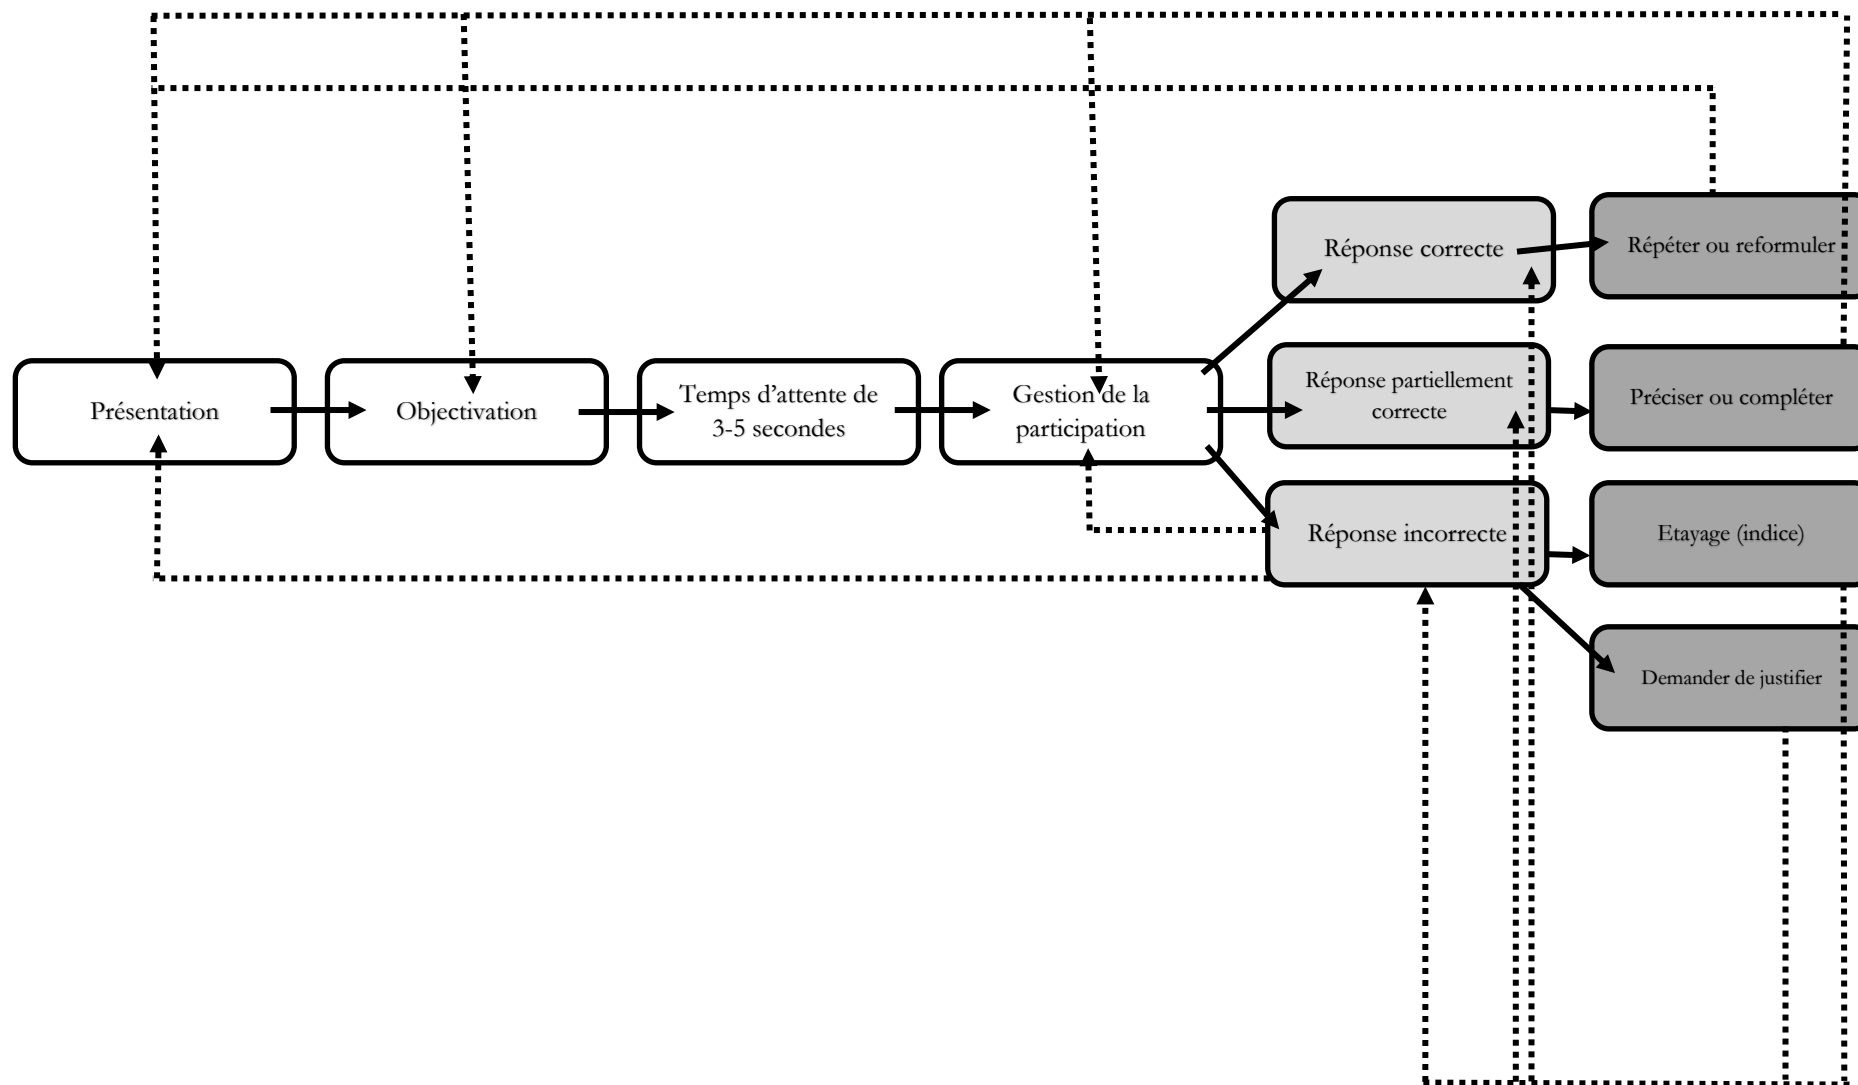 Présentation
Objectivation
Temps d’attente de
3-5 secondes
Gestion de la
participation
Réponse correcte
Répéter ou reformuler
Réponse partiellement
correcte
Préciser ou compléter
Réponse incorrecte
Etayage (indice)
Demander de justifier